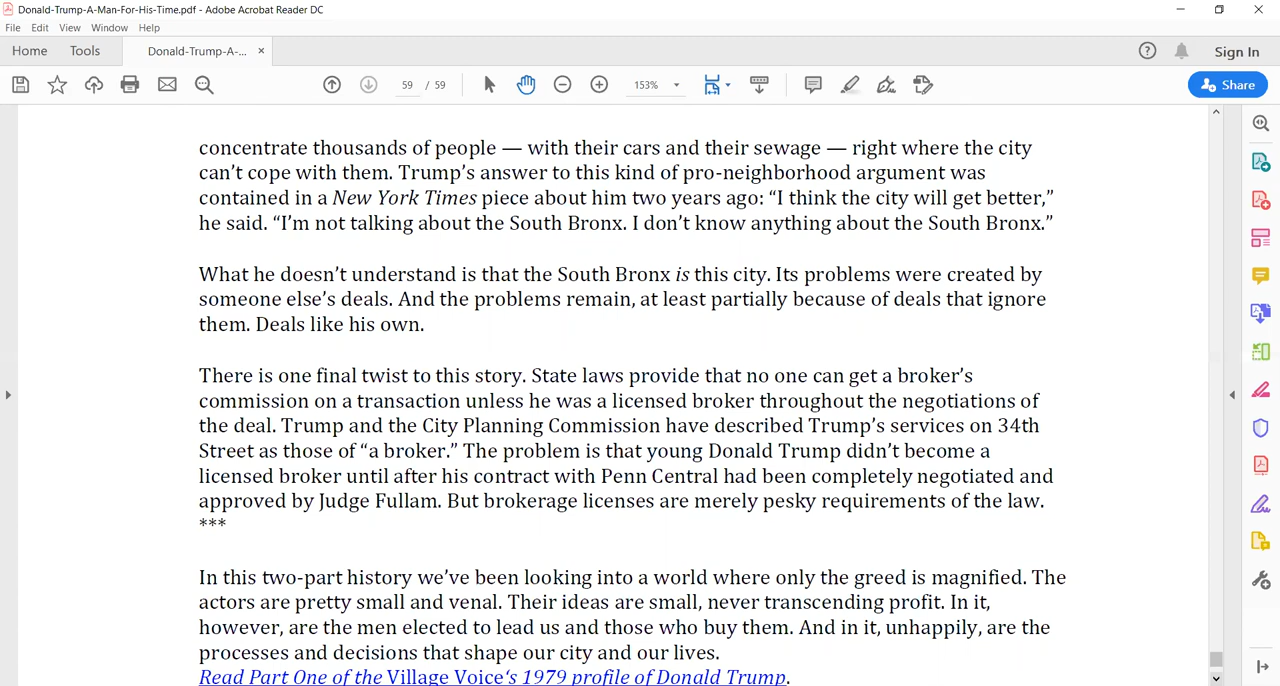 Donald-Trump-A-Man-For-His-Time.pdf - Adobe Acrobat Reader DC
File Edit View Window Help
Home Tools Donald-Trump-A-... × Sign In
59 / 59 153% Share
concentrate thousands of people — with their cars and their sewage — right where the city
can’t cope with them. Trump’s answer to this kind of pro-neighborhood argument was
contained in a New York Times piece about him two years ago: “I think the city will get better,”
he said. “I’m not talking about the South Bronx. I don’t know anything about the South Bronx.”
What he doesn’t understand is that the South Bronx is this city. Its problems were created by
someone else’s deals. And the problems remain, at least partially because of deals that ignore
them. Deals like his own.
There is one final twist to this story. State laws provide that no one can get a broker’s
commission on a transaction unless he was a licensed broker throughout the negotiations of
the deal. Trump and the City Planning Commission have described Trump’s services on 34th
Street as those of “a broker.” The problem is that young Donald Trump didn’t become a
licensed broker until after his contract with Penn Central had been completely negotiated and
approved by Judge Fullam. But brokerage licenses are merely pesky requirements of the law.
***
In this two-part history we’ve been looking into a world where only the greed is magnified. The
actors are pretty small and venal. Their ideas are small, never transcending profit. In it,
however, are the men elected to lead us and those who buy them. And in it, unhappily, are the
processes and decisions that shape our city and our lives.
Read Part One of the Village Voice‘s 1979 profile of Donald Trump.